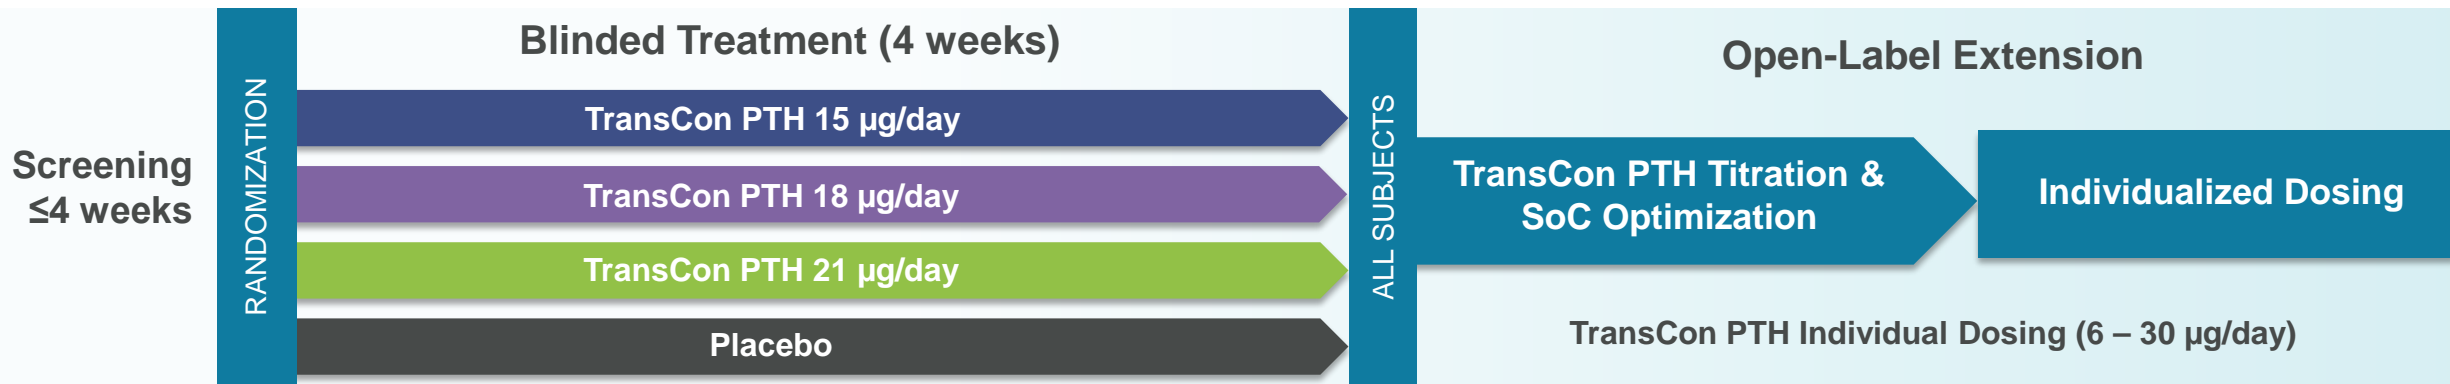 Screening
≤4 weeks
RANDOMIZATION
Blinded Treatment (4 weeks)
TransCon PTH 15 µg/day
TransCon PTH 18 µg/day
TransCon PTH 21 µg/day
Placebo
ALL SUBJECTS
Open-Label Extension
TransCon PTH Titration &
SoC Optimization
Individualized Dosing
TransCon PTH Individual Dosing (6 – 30 µg/day)